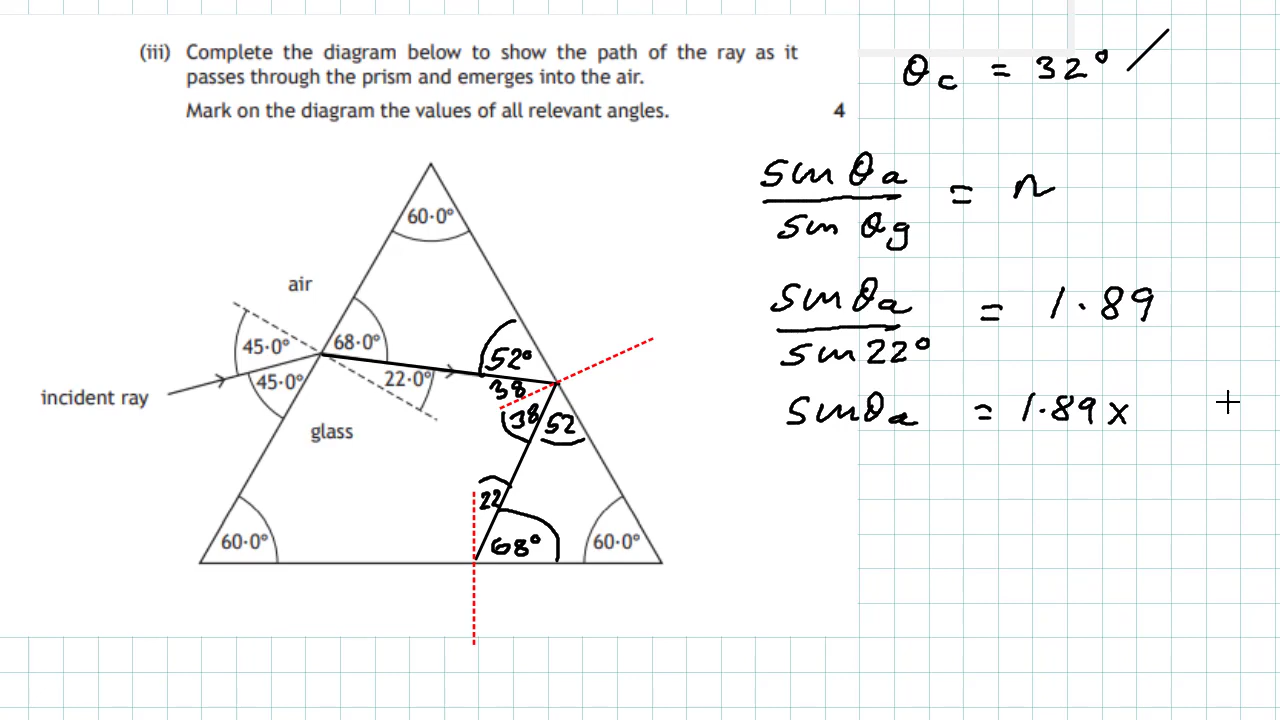 (iii) Complete the diagram below to show the path of the ray as it
passes through the prism and emerges into the air.
Mark on the diagram the values of all relevant angles. 4
θc = 32°
60·0°
air
45·0°
68·0°
52°
incident ray
45·0°
22·0°
38
38
52
glass
22
60·0°
68°
60·0°
sin θa
sin θg
= n
sin θa
sin 22°
= 1·89
sin θa = 1·89 x